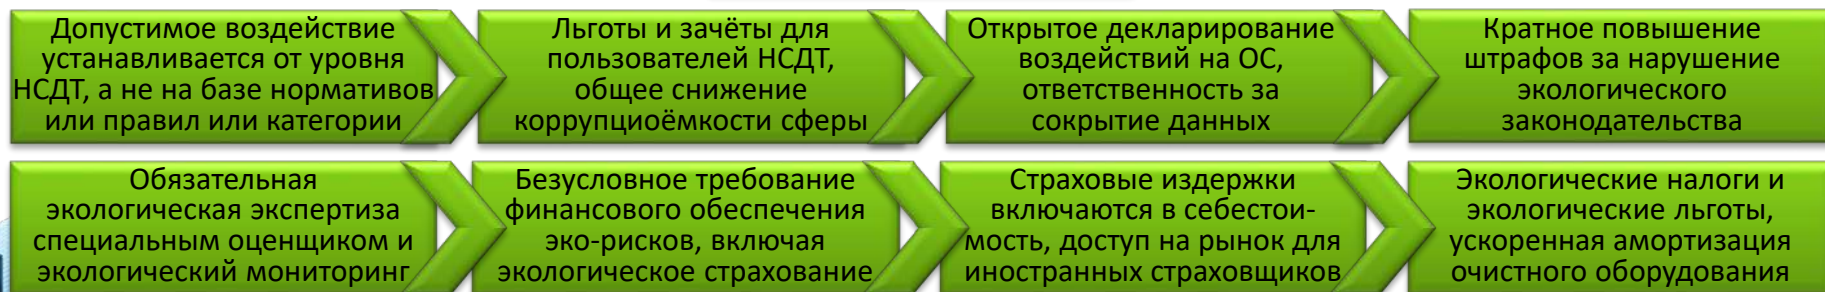 Допустимое воздействие
устанавливается от уровня
НСДТ, а не на базе нормативов
или правил или категории
Льготы и зачёты для
пользователей НСДТ,
общее снижение
коррупциоёмкости сферы
Открытое декларирование
воздействий на ОС,
ответственность за
сокрытие данных
Кратное повышение
штрафов за нарушение
экологического
законодательства
Обязательная
экологическая экспертиза
специальным оценщиком и
экологический мониторинг
Безусловное требование
финансового обеспечения
эко-рисков, включая
экологическое страхование
Страховые издержки
включаются в себестои-
мость, доступ на рынок для
иностранных страховщиков
Экологические налоги и
экологические льготы,
ускоренная амортизация
очистного оборудования